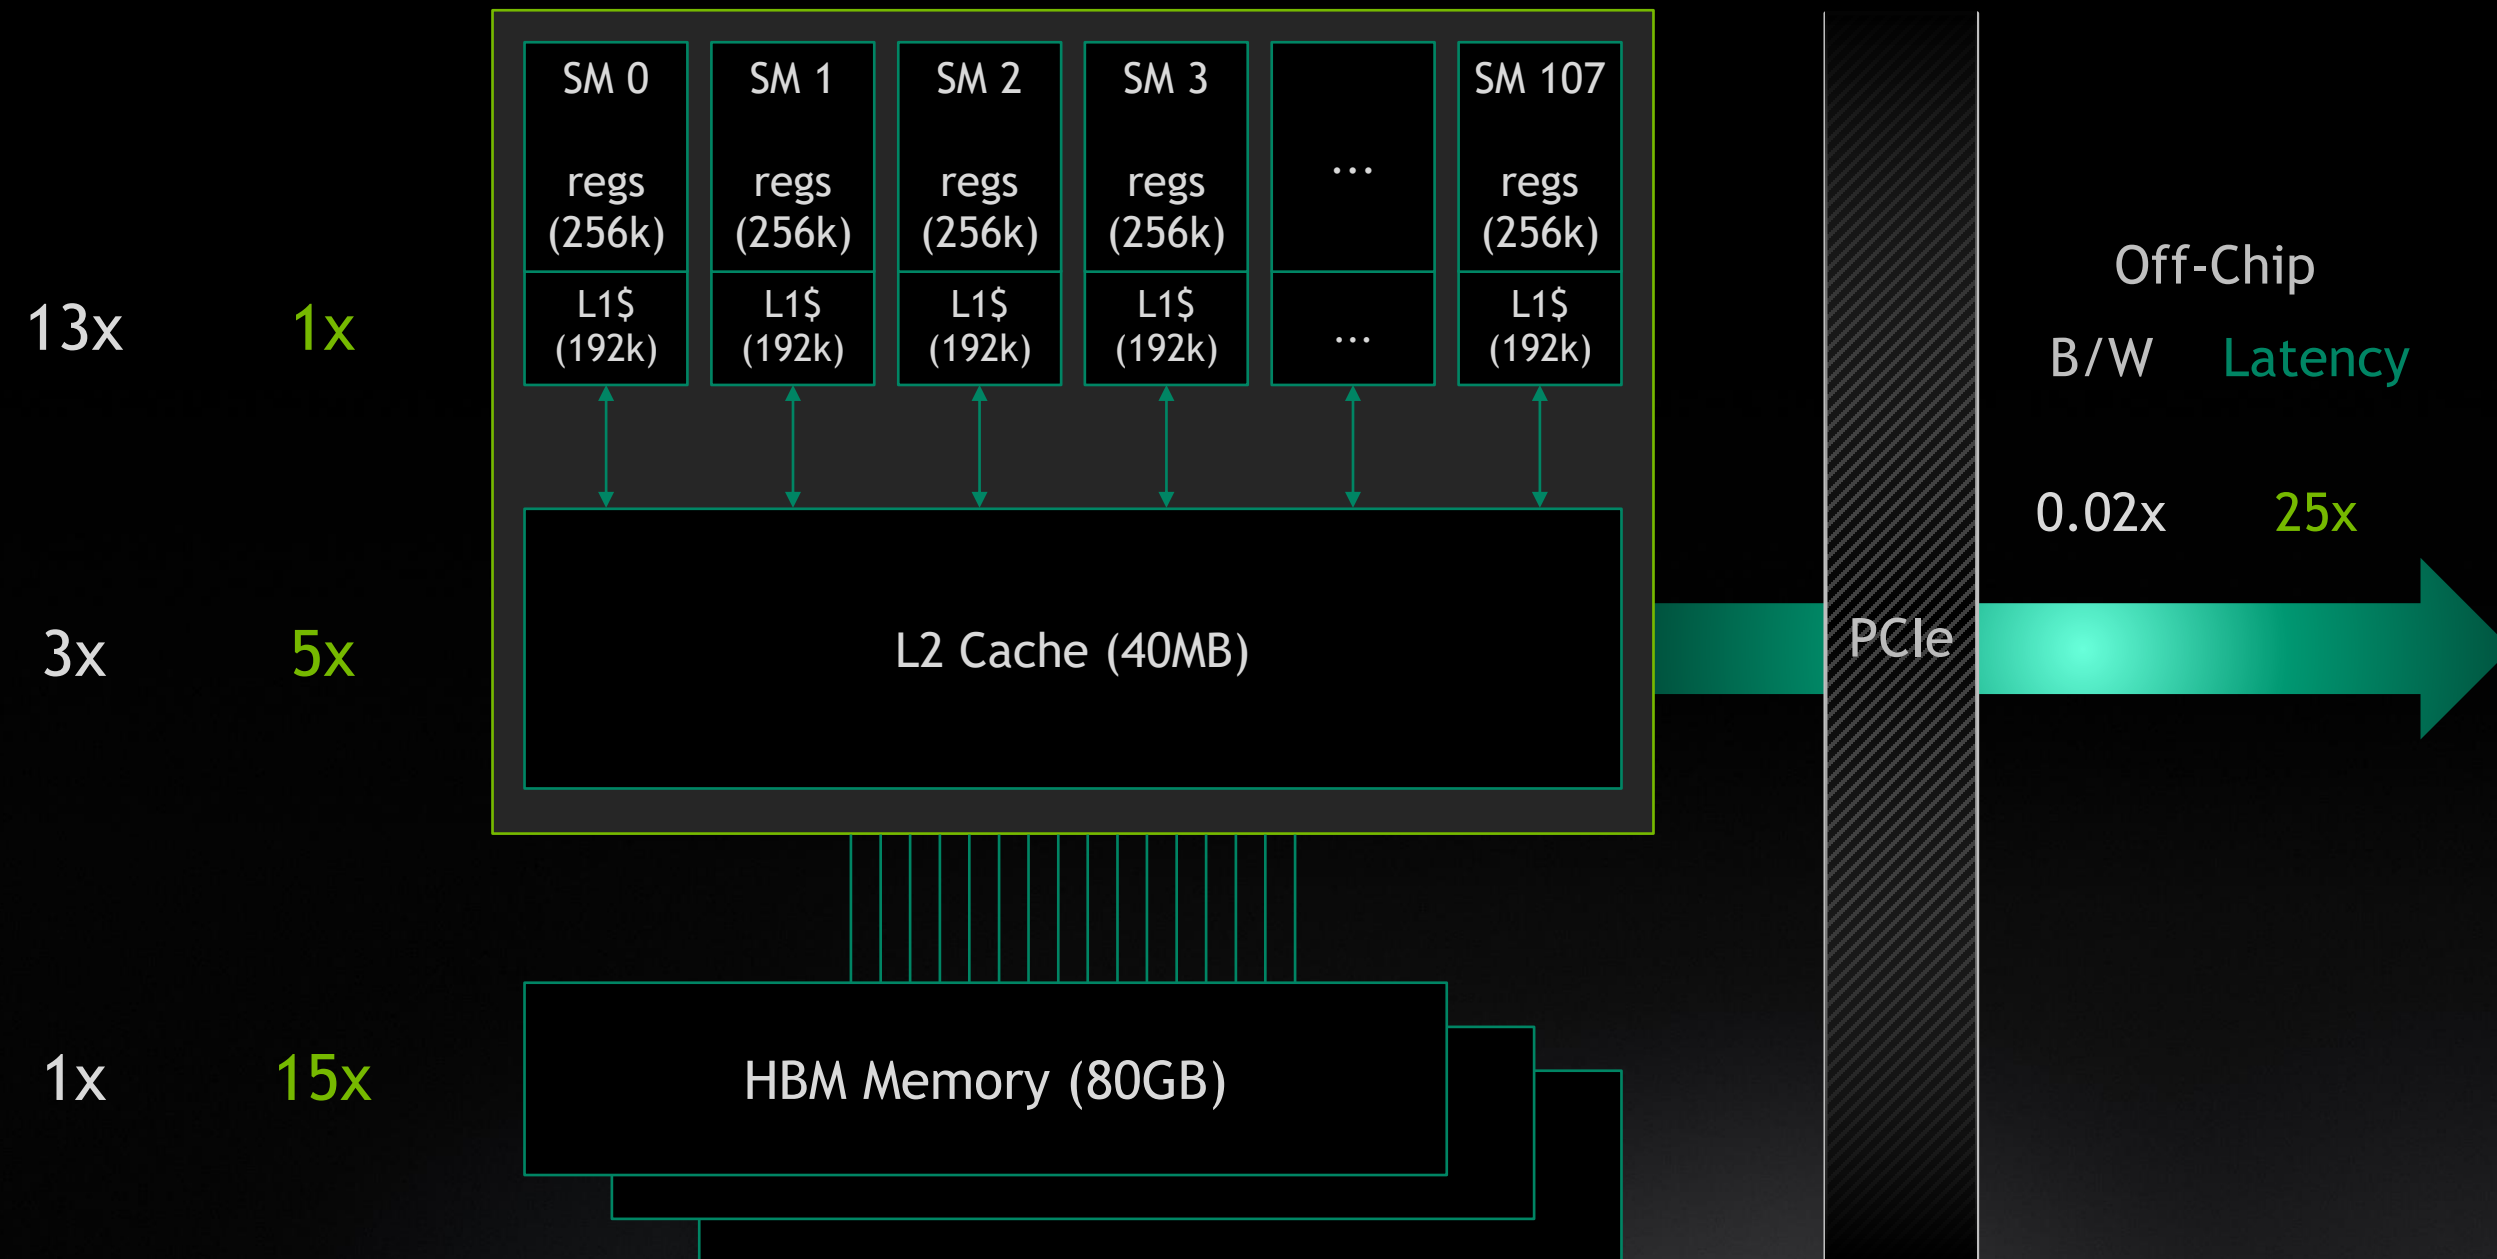 SM 0
SM 1
SM 2
SM 3
SM 107
regs
(256k)
regs
(256k)
regs
(256k)
regs
(256k)
...
regs
(256k)
13x
1x
L1$
(192k)
L1$
(192k)
L1$
(192k)
L1$
(192k)
...
L1$
(192k)
Off-Chip
B/W Latency
0.02x 25x
3x
5x
L2 Cache (40MB)
PCIe
1x
15x
HBM Memory (80GB)